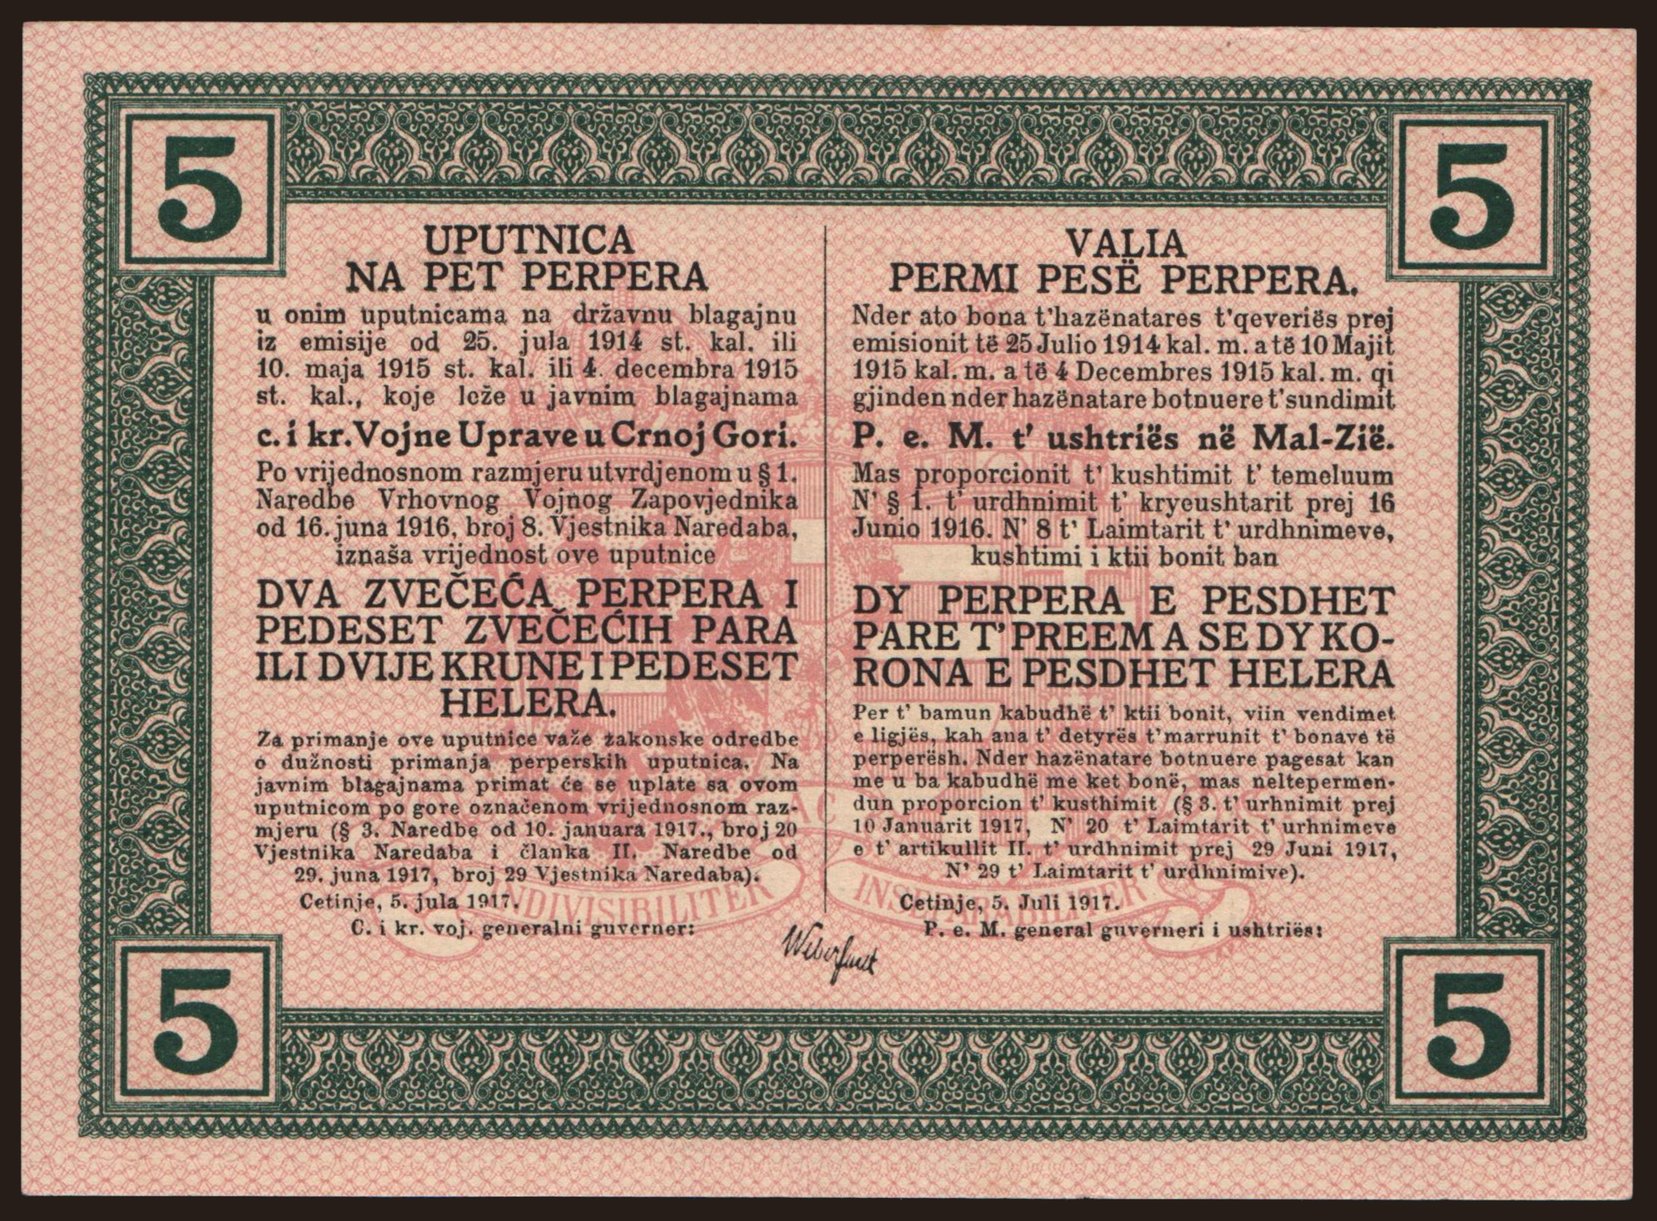 5
5
UPUTNICA
NA PET PERPERA
u onim uputnicama na državnu blagajnu
iz emisije od 25. jula 1914 st. kal. ili
10. maja 1915 st. kal. ili 4. decembra 1915
st. kal., koje leže u javnim blagajnama
c. i kr. Vojne Uprave u Crnoj Gori.
Po vrijednosnom razmjeru utvrdjenom u § 1.
Naredbe Vrhovnog Vojnog Zapovjednika
od 16. juna 1916, broj 8. Vjestnika Naredaba,
iznaša vrijednost ove uputnice
DVA ZVEČEĆA PERPERA I
PEDESET ZVEČEĆIH PARA
ILI DVIJE KRUNE I PEDESET
HELERA.
Za primanje ove uputnice važe zakonske odredbe
o dužnosti primanja perperskih uputnica. Na
javnim blagajnama primat će se uplate sa ovom
uputnicom po gore označenom vrijednosnom raz-
mjeru (§ 3. Naredbe od 10. januara 1917., broj 20
Vjestnika Naredaba i članka II. Naredbe od
29. juna 1917, broj 29 Vjestnika Naredaba).
Cetinje, 5. jula 1917.
C. i kr. voj. generalni guverner:
VALIA
PERMI PESË PERPERA.
Nder ato bona t'hazënatares t'qeveriës prej
emisionit të 25 Julio 1914 kal. m. a të 10 Majit
1915 kal. m. a të 4 Decembres 1915 kal. m. qi
gjinden nder hazënatare botnuere t'sundimit
P. e. M. t' ushtriës në Mal-Zië.
Mas proporcionit t' kushtimit t' temeluum
N' § 1. t' urdhnimit t' kryeushtarit prej 16
Junio 1916. N' 8 t' Laimtarit t' urdhnimeve,
kushtimi i ktii bonit ban
DY PERPERA E PESDHET
PARE T' PREEM A SE DY KO-
RONA E PESDHET HELERA
Per t' bamun kabudhë t' ktii bonit, viin vendimet
e ligjës, kah ana t' detyrës t'marrunit t' bonave të
perperësh. Nder hazënatare botnuere pagesat kan
me u ba kabudhë me ket bonë, mas neltepermen-
dun proporcion t' kusthimit (§ 3. t' urhnimit prej
10 Januarit 1917, N' 20 t' Laimtarit t' urhnimeve
e t' artikullit II. t' urdhnimit prej 29 Juni 1917,
N' 29 t' Laimtarit t' urdhnimive).
Cetinje, 5. Juli 1917.
P. e. M. general guverneri i ushtriës:
AC
INDIVISIBILITER
INSEPARABILITER
5
5